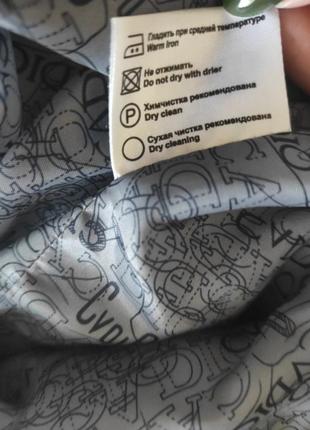 Гладить при средней температуре
Warm Iron
Не отжимать
Do not dry with drier
P
Химчистка рекомендована
Dry clean
Сухая чистка рекомендована
Dry cleaning